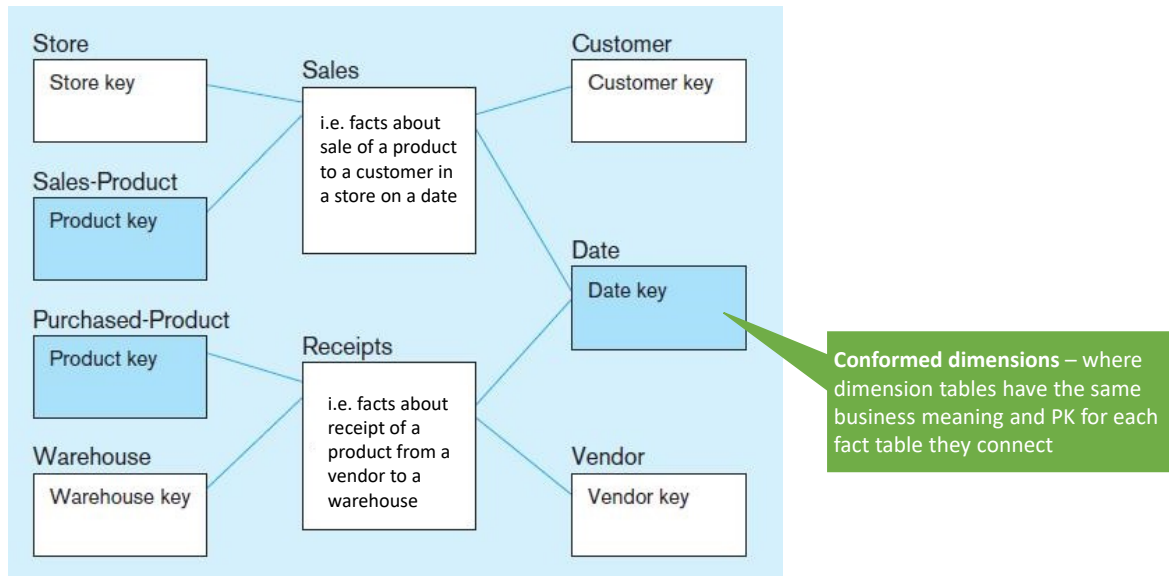 Store
Store key
Sales-Product
Product key
Purchased-Product
Product key
Warehouse
Warehouse key
Sales
i.e. facts about
sale of a product
to a customer in
a store on a date
Receipts
i.e. facts about
receipt of a
product from a
vendor to a
warehouse
Customer
Customer key
Date
Date key
Vendor
Vendor key
Conformed dimensions – where
dimension tables have the same
business meaning and PK for each
fact table they connect